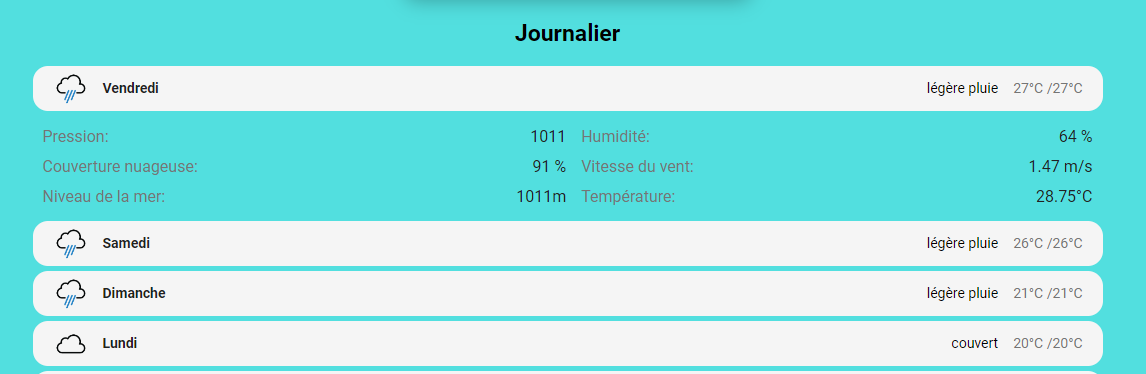 Journalier
Vendredi légère pluie 27°C /27°C
Pression: 1011 Humidité: 64 %
Couverture nuageuse: 91 % Vitesse du vent: 1.47 m/s
Niveau de la mer: 1011m Température: 28.75°C
Samedi légère pluie 26°C /26°C
Dimanche légère pluie 21°C /21°C
Lundi couvert 20°C /20°C